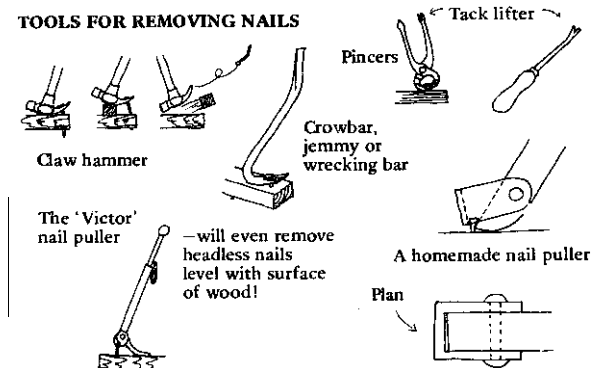 TOOLS FOR REMOVING NAILS
Tack lifter
Pincers
Claw hammer
Crowbar,
jemmy or
wrecking bar
The ‘Victor’
nail puller
—will even remove
headless nails
level with surface
of wood!
A homemade nail puller
Plan